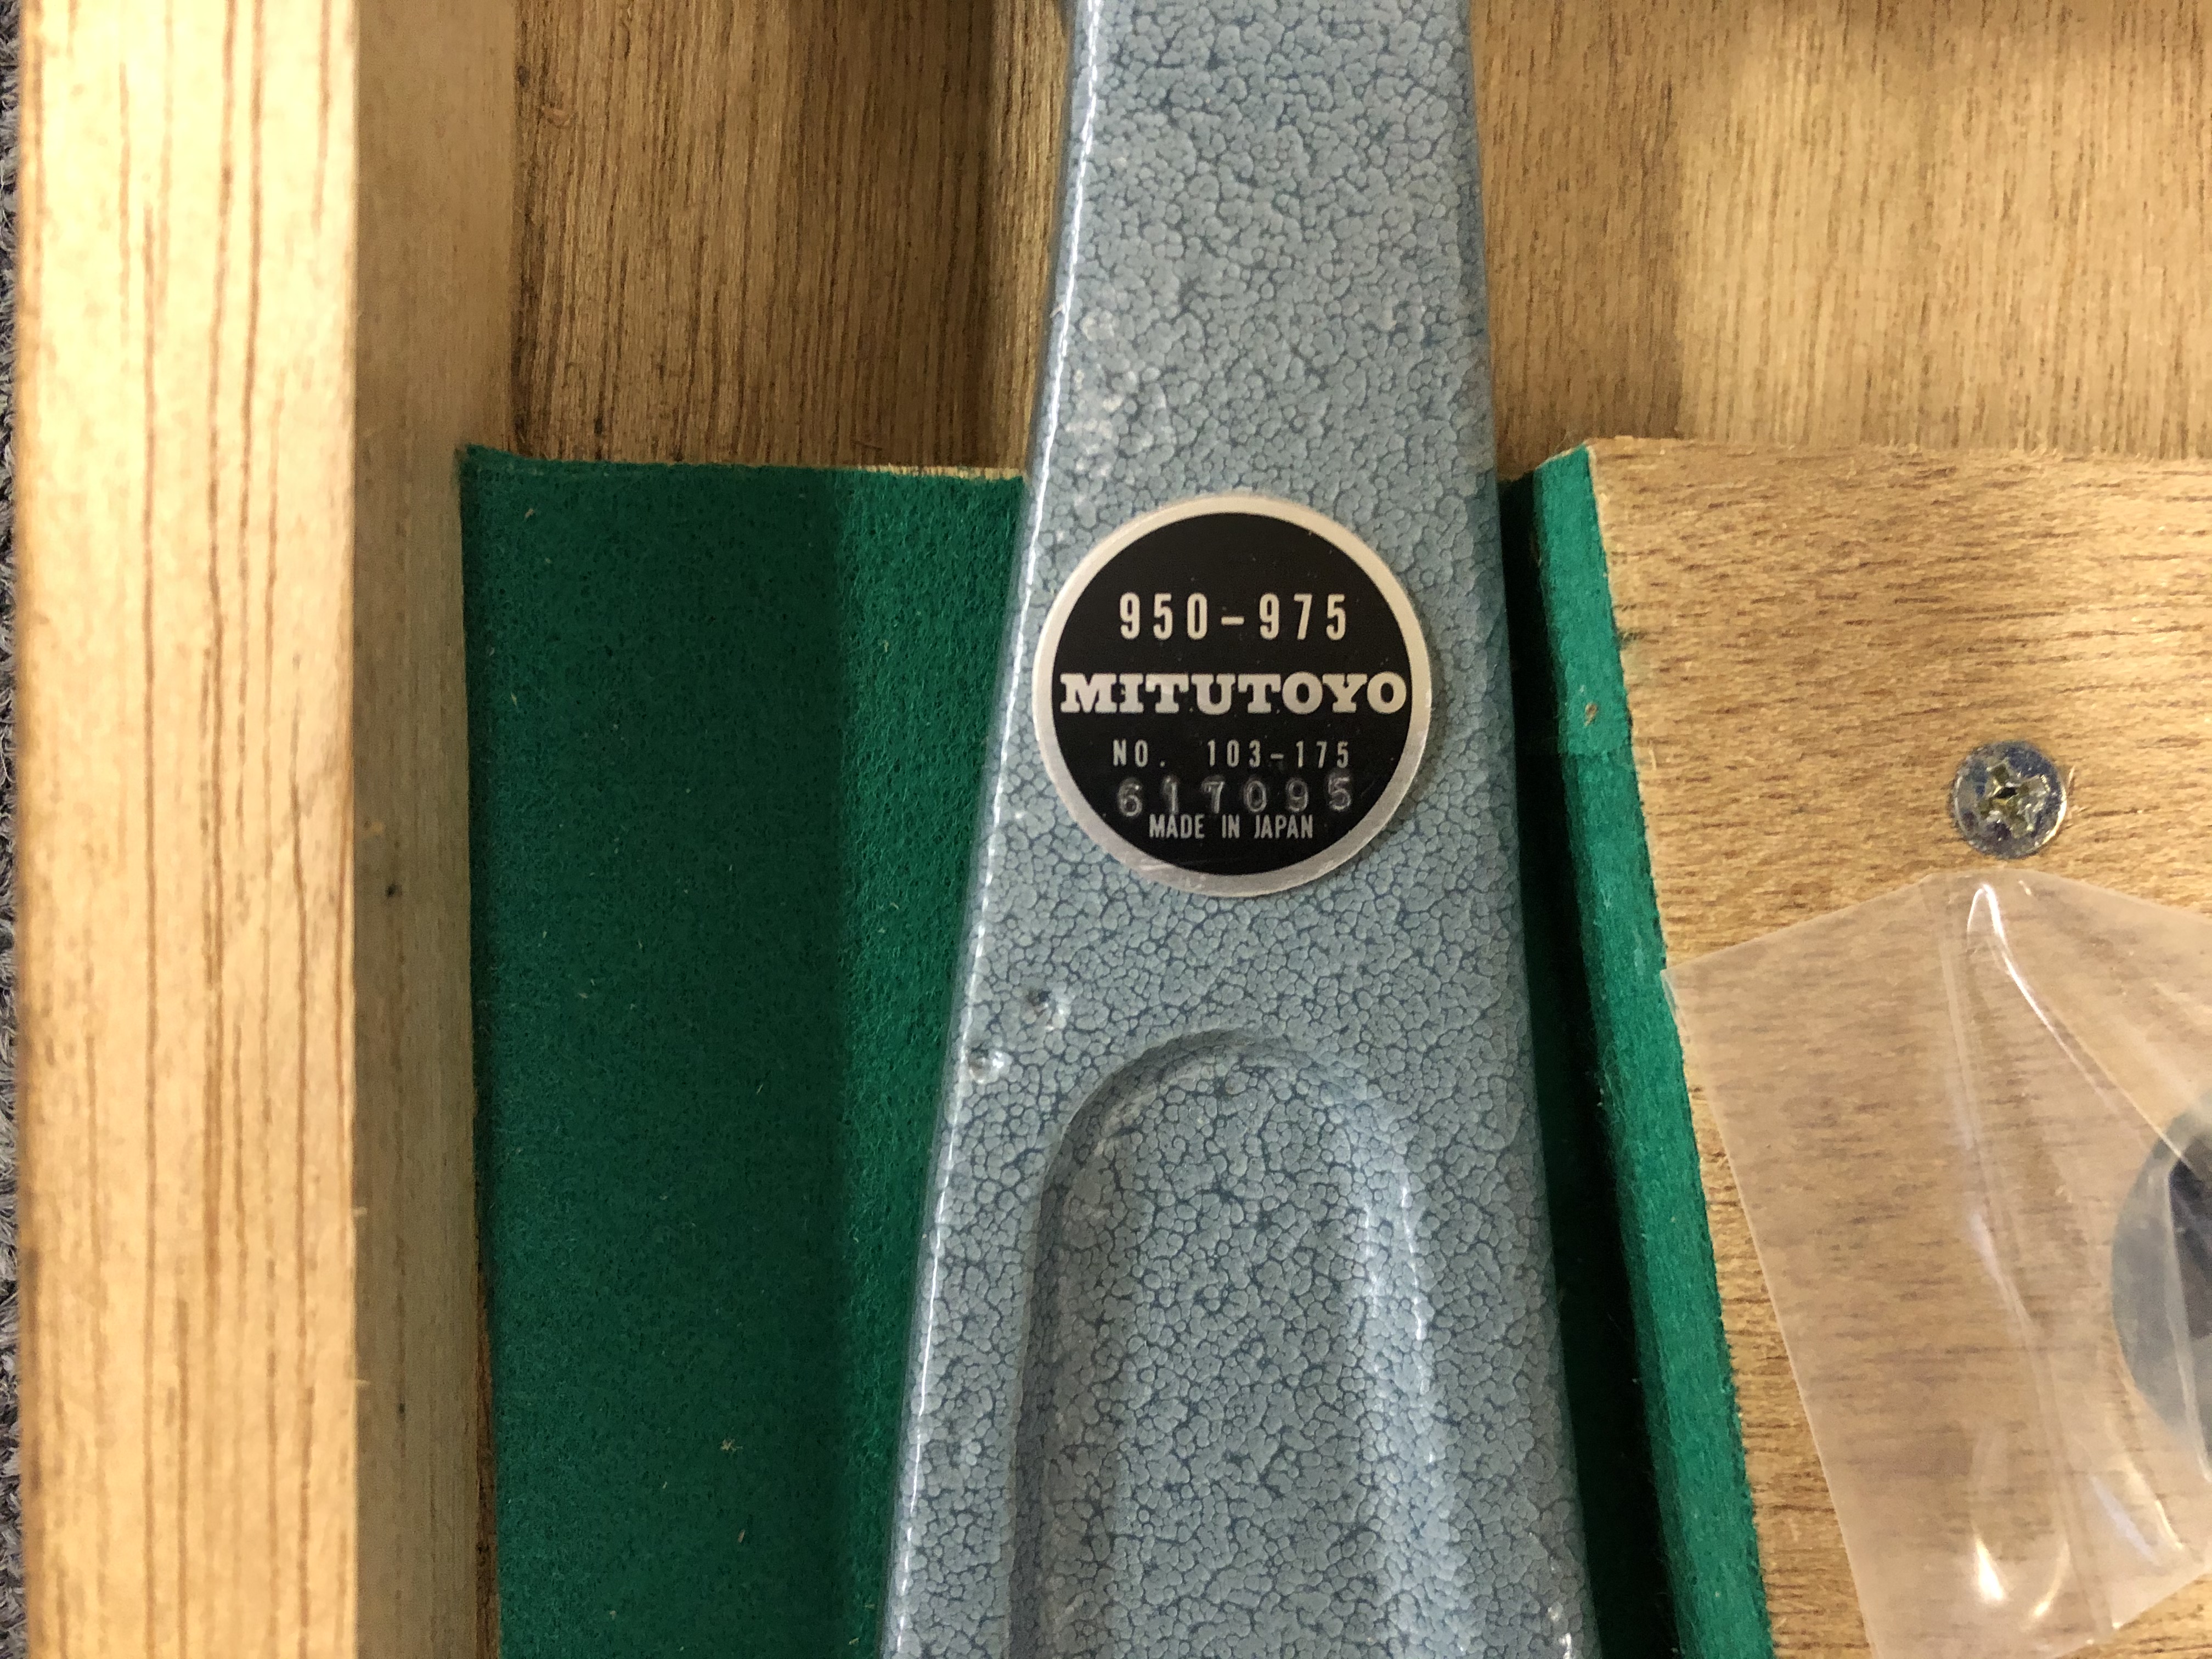 950-975
MITUTOYO
NO. 103-175
617095
MADE IN JAPAN